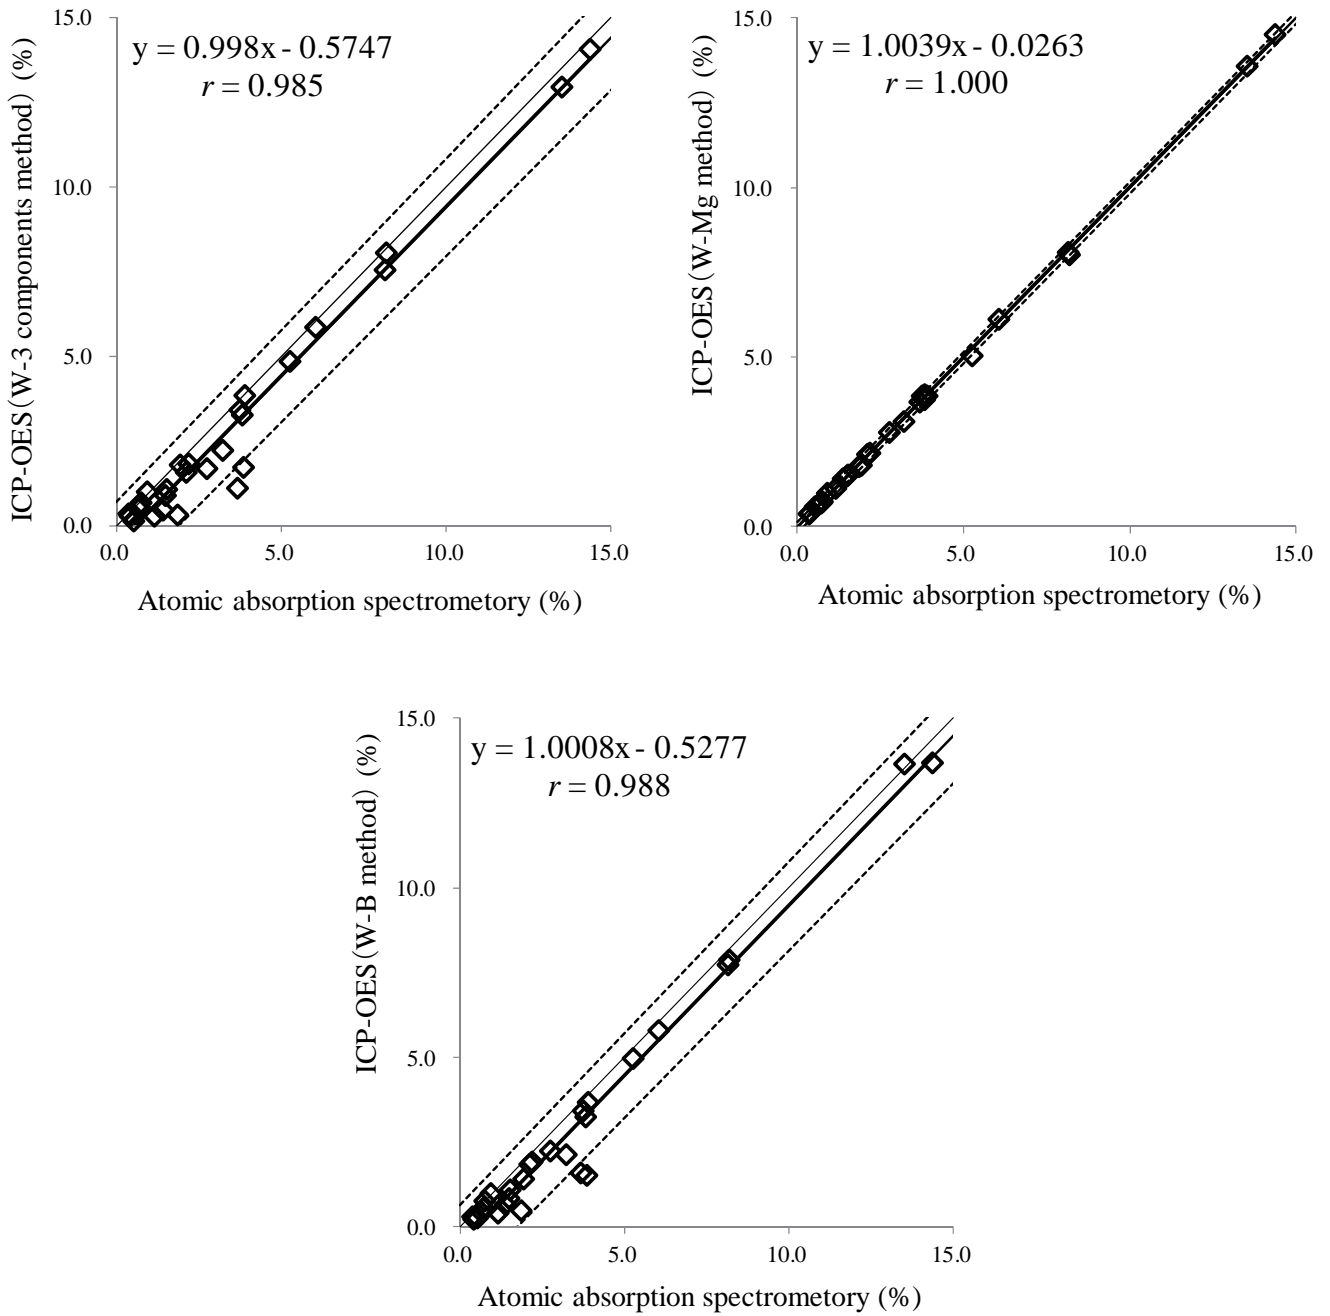 15.0
10.0
5.0
0.0
0.0 5.0 10.0 15.0
ICP-OES(W-3 components method) (%)
y = 0.998x - 0.5747
r = 0.985
Atomic absorption spectrometory (%)
15.0
10.0
5.0
0.0
0.0 5.0 10.0 15.0
ICP-OES(W-Mg method) (%)
y = 1.0039x - 0.0263
r = 1.000
Atomic absorption spectrometory (%)
15.0
10.0
5.0
0.0
0.0 5.0 10.0 15.0
ICP-OES(W-B method) (%)
y = 1.0008x - 0.5277
r = 0.988
Atomic absorption spectrometory (%)